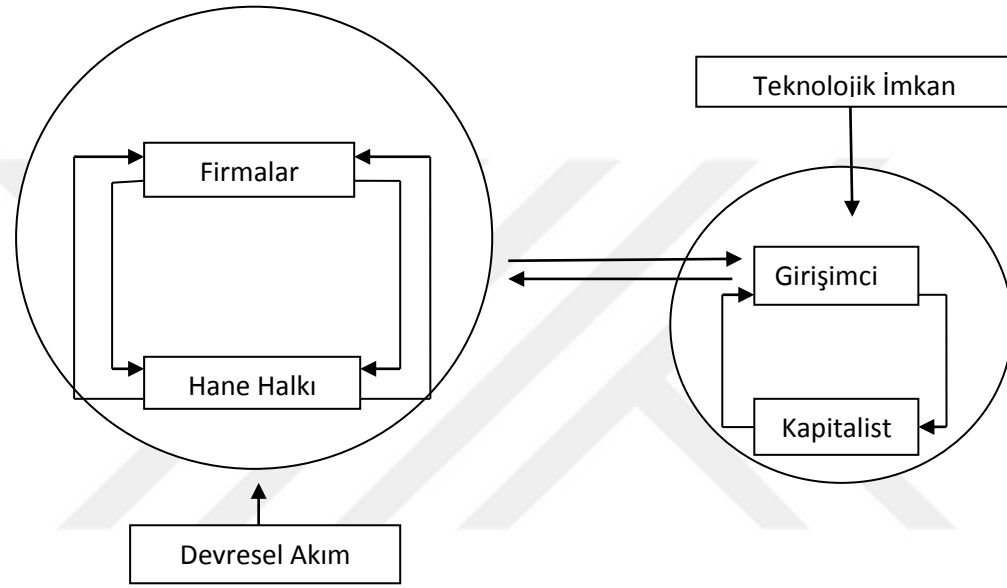 Teknolojik İmkan
Firmalar
Girişimci
Hane Halkı
Kapitalist
Devresel Akım